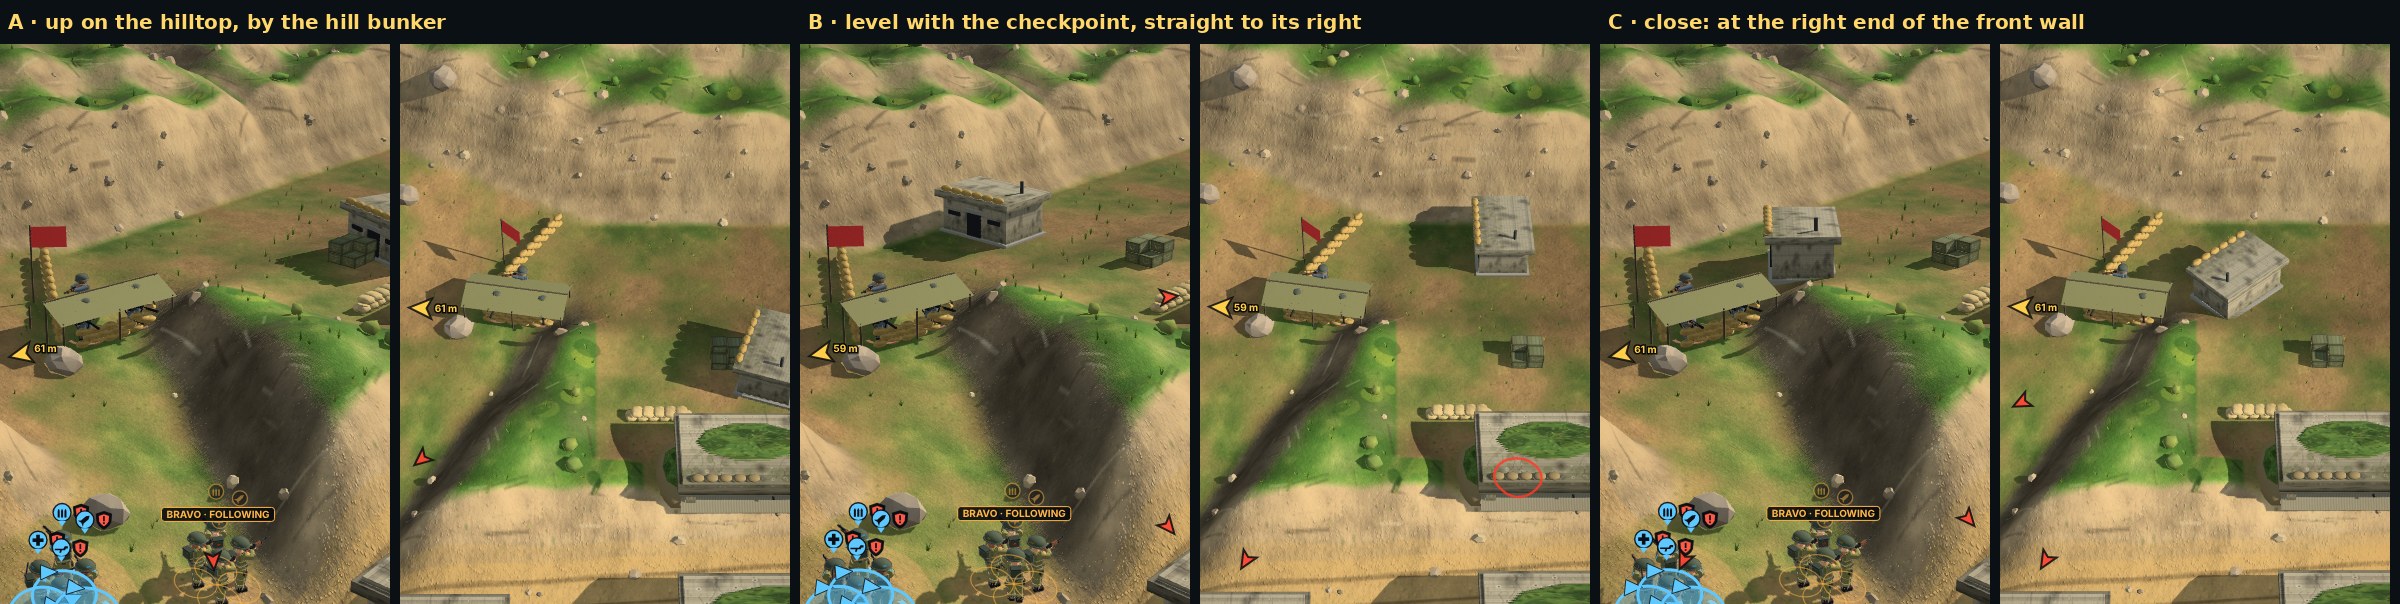 A · up on the hilltop, by the hill bunker
B · level with the checkpoint, straight to its right
C · close: at the right end of the front wall
61 m
61 m
BRAVO · FOLLOWING
59 m
59 m
BRAVO · FOLLOWING
61 m
61 m
BRAVO · FOLLOWING